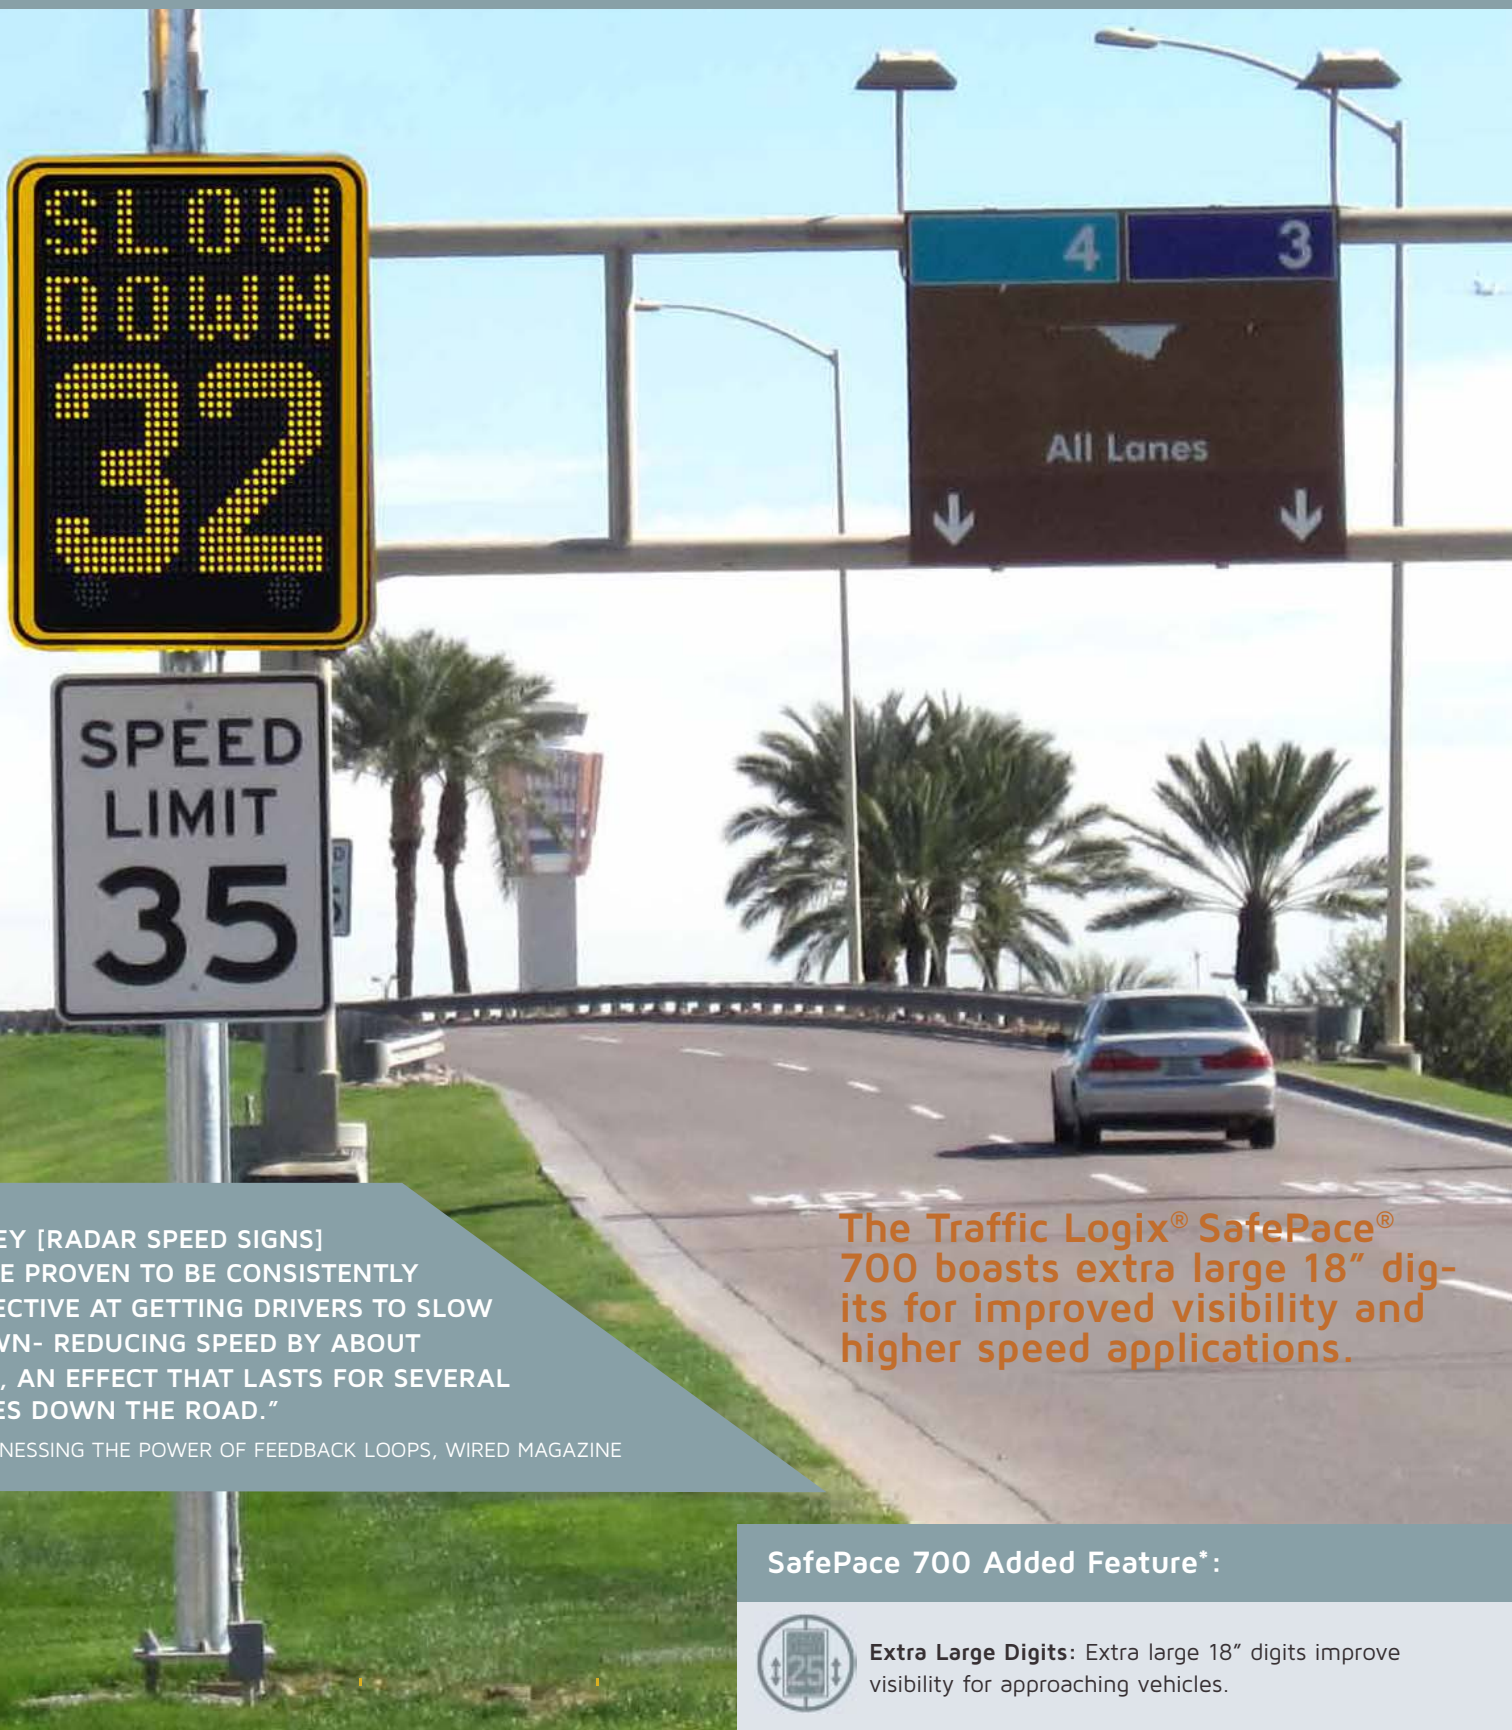 SLOW
DOWN
32
4 3
All Lanes
SPEED
LIMIT
35
MPH
EY [RADAR SPEED SIGNS]
E PROVEN TO BE CONSISTENTLY
ECTIVE AT GETTING DRIVERS TO SLOW
WN- REDUCING SPEED BY ABOUT
, AN EFFECT THAT LASTS FOR SEVERAL
ES DOWN THE ROAD.”
NESSING THE POWER OF FEEDBACK LOOPS, WIRED MAGAZINE
The Traffic Logix® SafePace®
700 boasts extra large 18” dig-
its for improved visibility and
higher speed applications.
SafePace 700 Added Feature*:
25
Extra Large Digits: Extra large 18” digits improve
visibility for approaching vehicles.